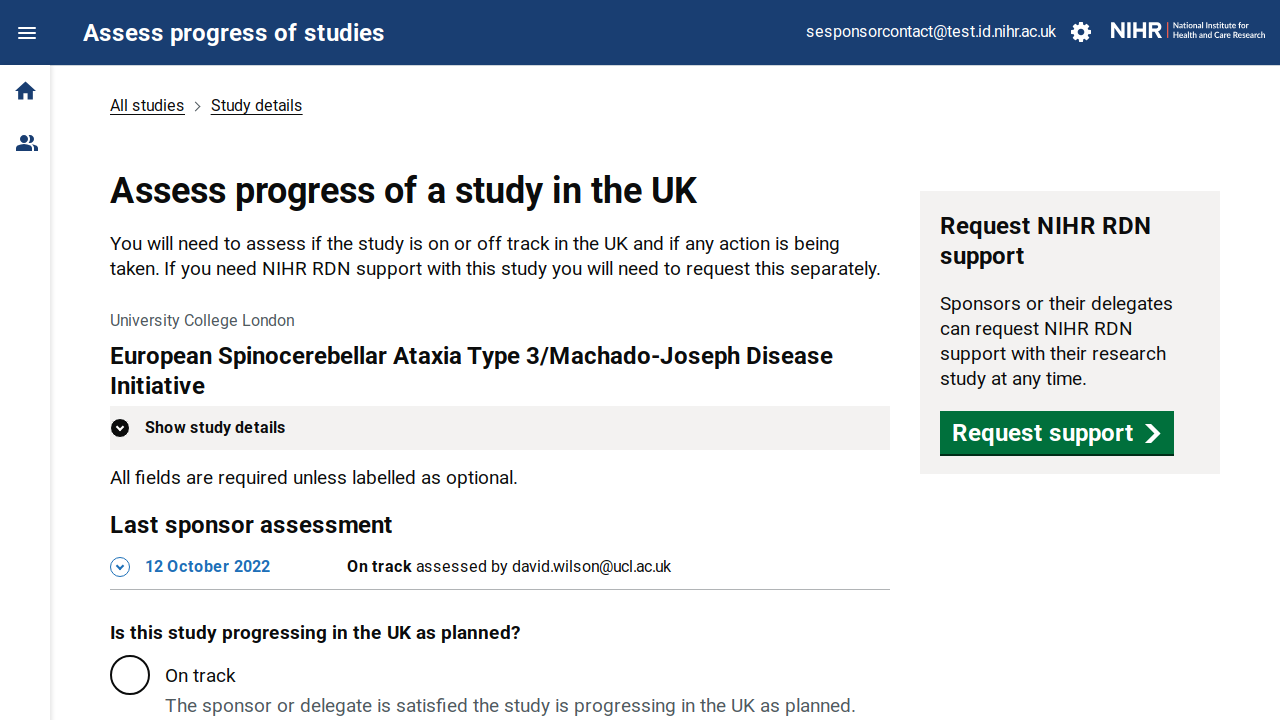 Assess progress of studies
sesponsorcontact@test.id.nihr.ac.uk
NIHR | National Institute for
Health and Care Research
All studies
Study details
Assess progress of a study in the UK
You will need to assess if the study is on or off track in the UK and if any action is being
taken. If you need NIHR RDN support with this study you will need to request this separately.
University College London
European Spinocerebellar Ataxia Type 3/Machado-Joseph Disease
Initiative
Show study details
All fields are required unless labelled as optional.
Last sponsor assessment
12 October 2022 On track assessed by david.wilson@ucl.ac.uk
Is this study progressing in the UK as planned?
On track
The sponsor or delegate is satisfied the study is progressing in the UK as planned.
Request NIHR RDN
support
Sponsors or their delegates
can request NIHR RDN
support with their research
study at any time.
Request support